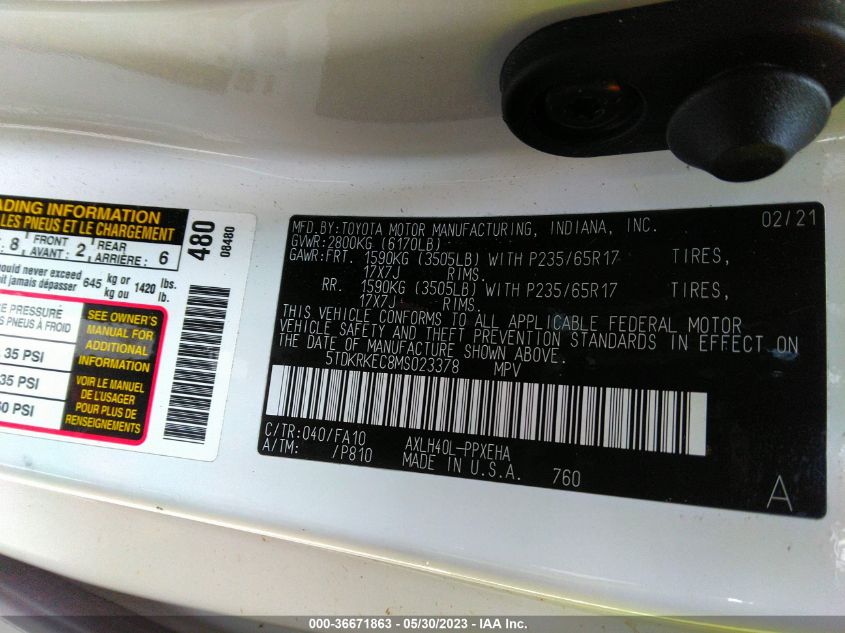 ADING INFORMATION
LES PNEUS ET LE CHARGEMENT
8 FRONT AVANT: 2 REAR ARRIÈRE: 6
ould never exceed 645 kg or 1420 lbs.
it jamais dépasser kg ou lb.
PRESSURÉ
PNEUS À FROID
35 PSI
35 PSI
50 PSI
SEE OWNER'S
MANUAL FOR
ADDITIONAL
INFORMATION
VOIR LE MANUEL
DE L'USAGER
POUR PLUS DE
RENSEIGNEMENTS
480
08480
MFD.BY:TOYOTA MOTOR MANUFACTURING, INDIANA, INC. 02/21
GVWR:2800KG (6170LB)
GAWR:FRT. 1590KG (3505LB) WITH P235/65R17 TIRES,
17X7J RIMS.
RR. 1590KG (3505LB) WITH P235/65R17 TIRES,
17X7J RIMS.
THIS VEHICLE CONFORMS TO ALL APPLICABLE FEDERAL MOTOR
VEHICLE SAFETY AND THEFT PREVENTION STANDARDS IN EFFECT ON
THE DATE OF MANUFACTURE SHOWN ABOVE.
5TDKRKEC8MS023378 MPV
C/TR:040/FA10 AXLH40L-PPXEHA
A/TM: /P810 MADE IN U.S.A. 760
A
000-36671863 - 05/30/2023 - IAA Inc.